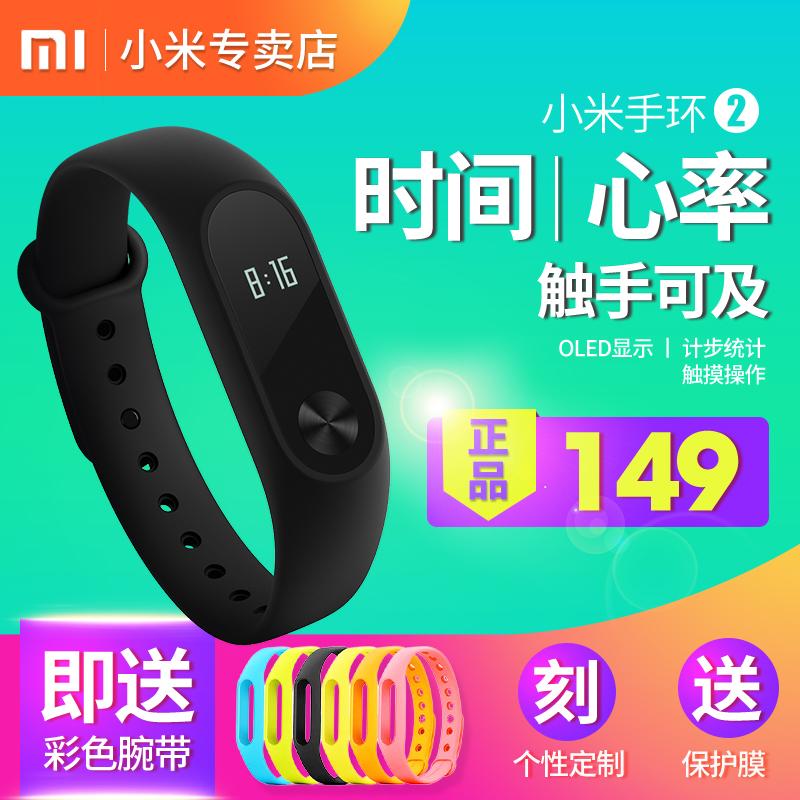 MI 小米专卖店
小米手环 2
时间 | 心率
触手可及
OLED显示 | 计步统计
触摸操作
正品
149
8:16
即送
彩色腕带
刻
个性定制
送
保护膜